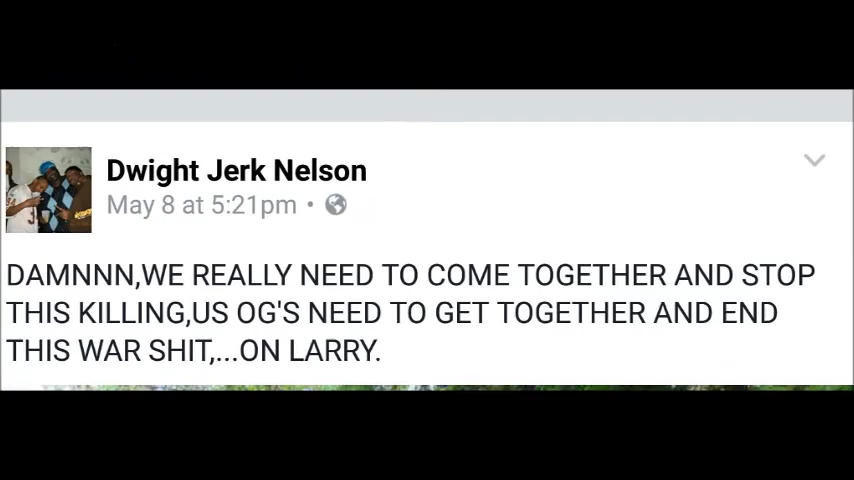 Dwight Jerk Nelson
May 8 at 5:21pm •
DAMNNN,WE REALLY NEED TO COME TOGETHER AND STOP
THIS KILLING,US OG'S NEED TO GET TOGETHER AND END
THIS WAR SHIT,...ON LARRY.